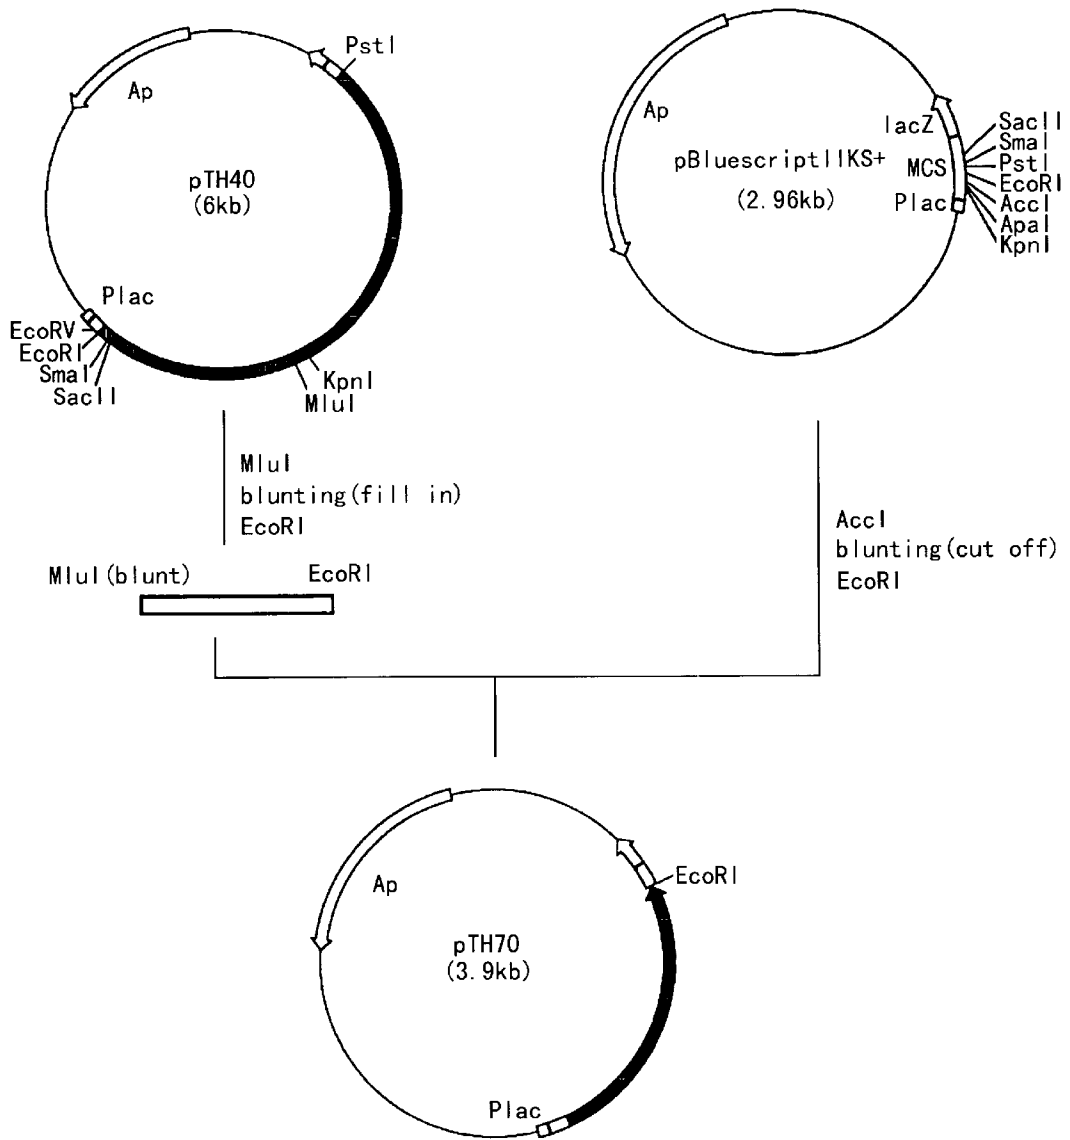 PstI
Ap
pTH40
(6kb)
Plac
EcoRV
EcoRI
SmaI
SacII
KpnI
MluI
Ap
pBluescriptIIKS+
(2.96kb)
lacZ
MCS
Plac
SacII
SmaI
PstI
EcoRI
AccI
ApaI
KpnI
MluI
blunting(fill in)
EcoRI
MluI(blunt)
EcoRI
AccI
blunting(cut off)
EcoRI
Ap
EcoRI
pTH70
(3.9kb)
Plac